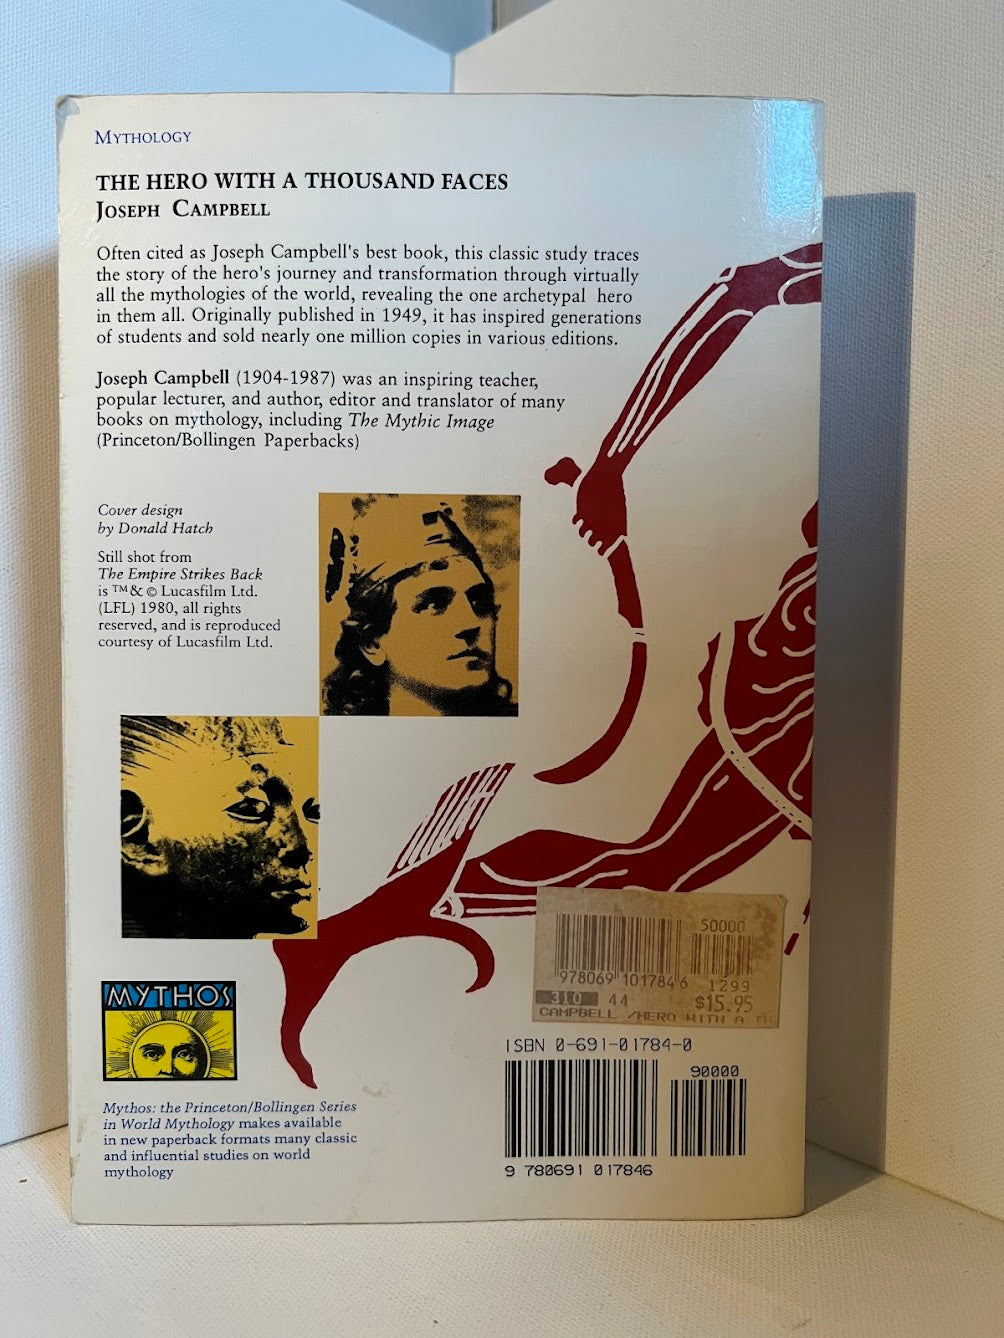 MYTHOLOGY
THE HERO WITH A THOUSAND FACES
JOSEPH CAMPBELL
Often cited as Joseph Campbell's best book, this classic study traces
the story of the hero's journey and transformation through virtually
all the mythologies of the world, revealing the one archetypal hero
in them all. Originally published in 1949, it has inspired generations
of students and sold nearly one million copies in various editions.
Joseph Campbell (1904-1987) was an inspiring teacher,
popular lecturer, and author, editor and translator of many
books on mythology, including The Mythic Image
(Princeton/Bollingen Paperbacks)
Cover design
by Donald Hatch
Still shot from
The Empire Strikes Back
is ™ & © Lucasfilm Ltd.
(LFL) 1980, all rights
reserved, and is reproduced
courtesy of Lucasfilm Ltd.
MYTHOS
Mythos: the Princeton/Bollingen Series
in World Mythology makes available
in new paperback formats many classic
and influential studies on world
mythology
50000
978069 101784 6
1299
310 44 $15.95
CAMPBELL /HERO WITH A TH
ISBN 0-691-01784-0
90000
9 780691 017846